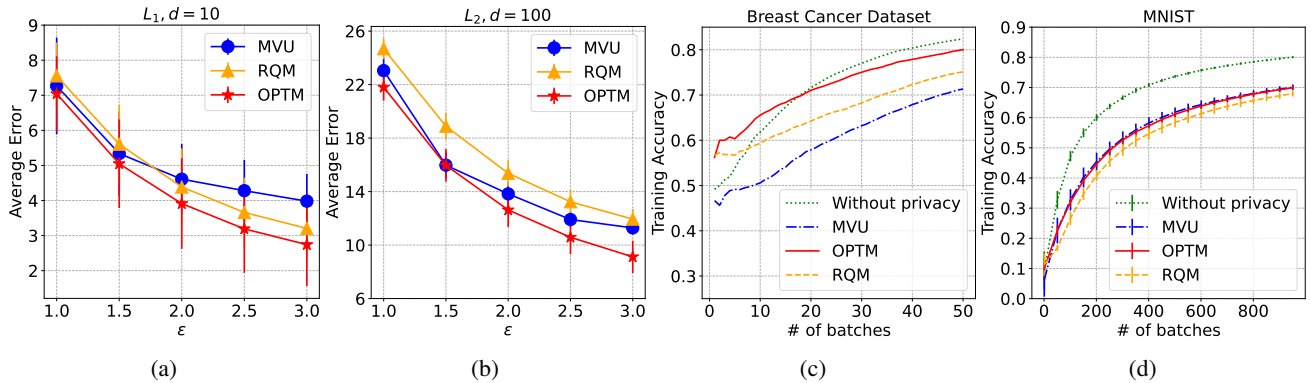 L₁, d = 10
Average Error
9
8
7
6
5
4
3
2
MVU
RQM
OPTM
1.0 1.5 2.0 2.5 3.0
ε
(a)
L₂, d = 100
Average Error
26
22
18
14
10
6
MVU
RQM
OPTM
1.0 1.5 2.0 2.5 3.0
ε
(b)
Breast Cancer Dataset
Training Accuracy
0.8
0.7
0.6
0.5
0.4
0.3
Without privacy
MVU
OPTM
RQM
0 10 20 30 40 50
# of batches
(c)
MNIST
Training Accuracy
0.9
0.8
0.7
0.6
0.5
0.4
0.3
0.2
0.1
0.0
Without privacy
MVU
OPTM
RQM
0 200 400 600 800
# of batches
(d)